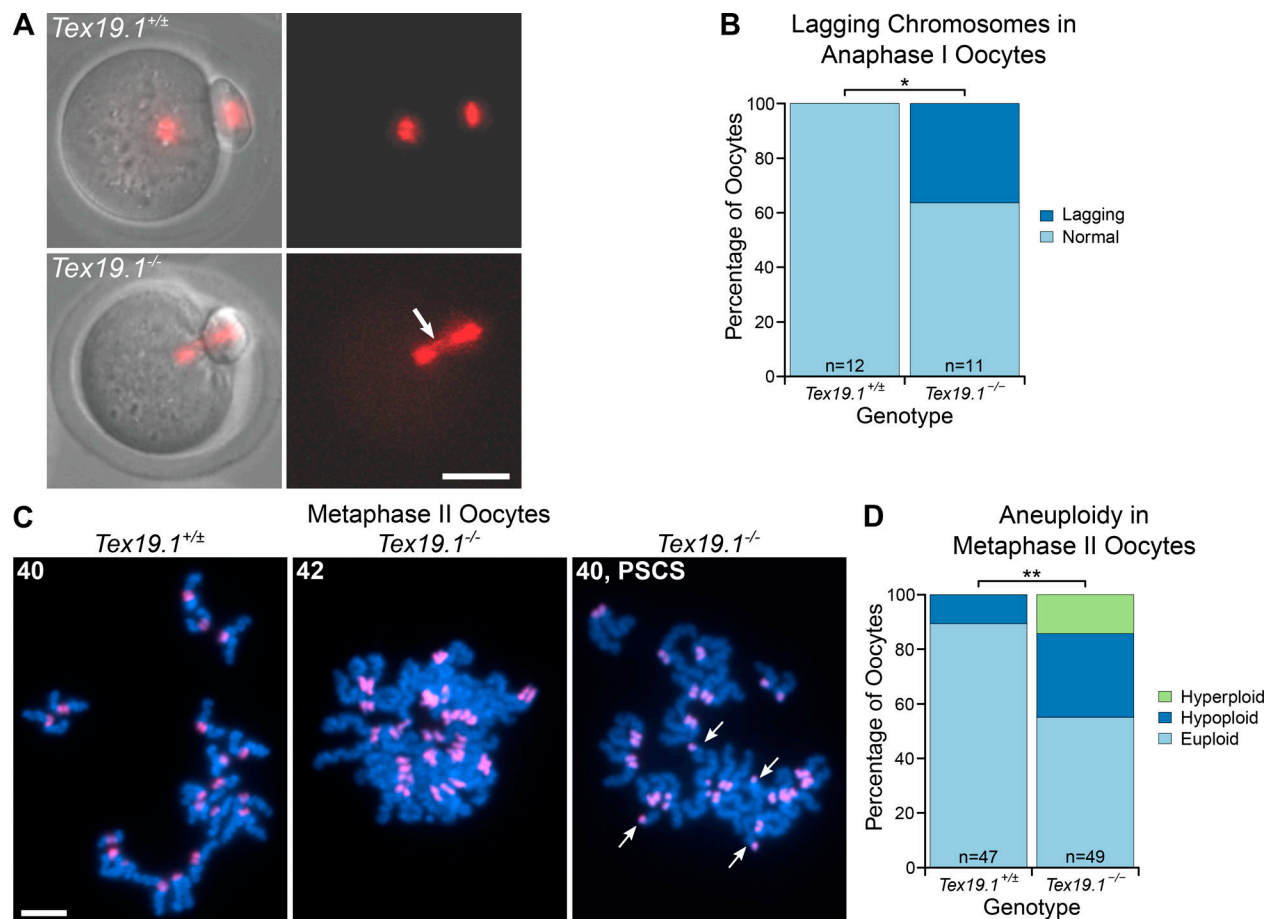 A
Tex19.1+/±
Tex19.1-/-
B
Lagging Chromosomes in
Anaphase I Oocytes
*
Percentage of Oocytes
100
80
60
40
20
0
n=12
n=11
Tex19.1+/±
Tex19.1−/−
Genotype
Lagging
Normal
C
Metaphase II Oocytes
Tex19.1+/±
Tex19.1-/-
Tex19.1-/-
40
42
40, PSCS
D
Aneuploidy in
Metaphase II Oocytes
**
Percentage of Oocytes
100
80
60
40
20
0
n=47
n=49
Tex19.1+/±
Tex19.1−/−
Genotype
Hyperploid
Hypoploid
Euploid